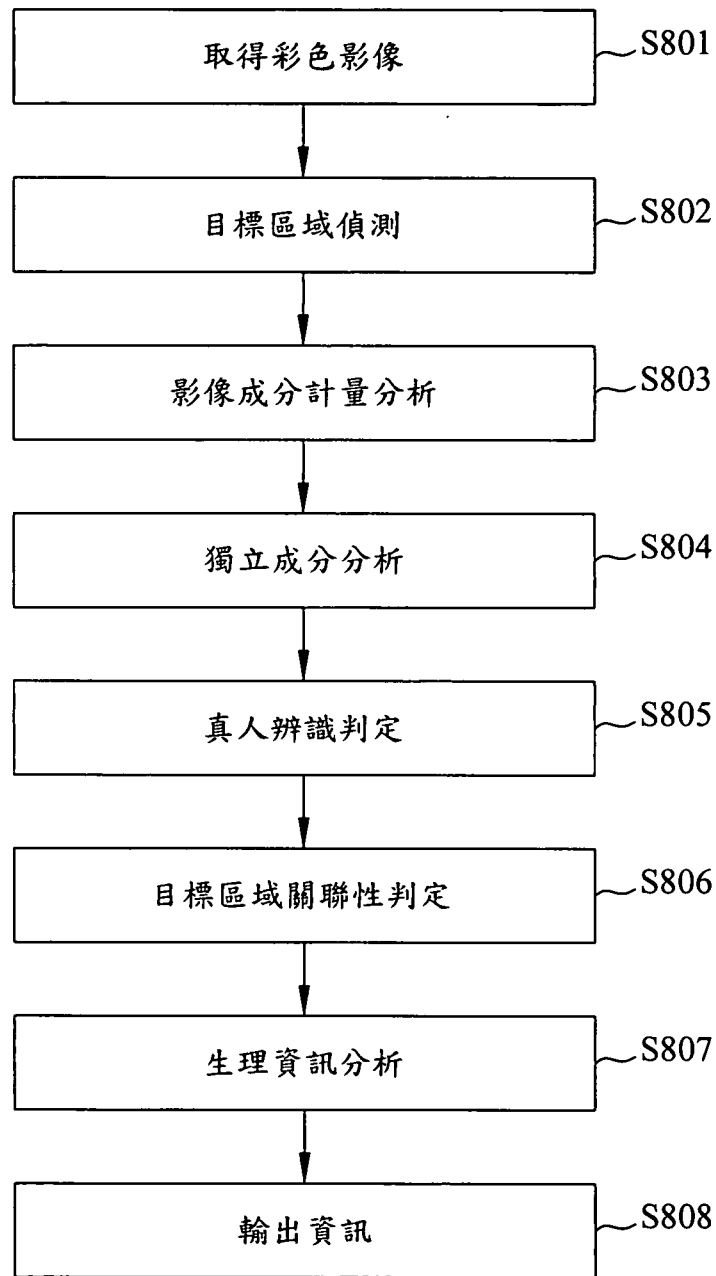 取得彩色影像 S801
目標區域偵測 S802
影像成分計量分析 S803
獨立成分分析 S804
真人辨識判定 S805
目標區域關聯性判定 S806
生理資訊分析 S807
輸出資訊 S808